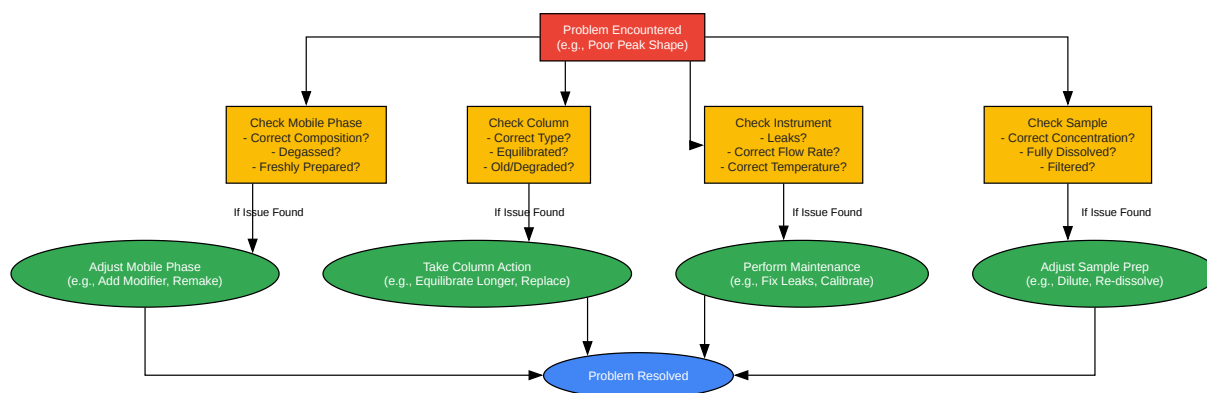 Problem Encountered
(e.g., Poor Peak Shape)
Check Mobile Phase
- Correct Composition?
- Degassed?
- Freshly Prepared?
Check Column
- Correct Type?
- Equilibrated?
- Old/Degraded?
Check Instrument
- Leaks?
- Correct Flow Rate?
- Correct Temperature?
Check Sample
- Correct Concentration?
- Fully Dissolved?
- Filtered?
If Issue Found
If Issue Found
If Issue Found
If Issue Found
Adjust Mobile Phase
(e.g., Add Modifier, Remake)
Take Column Action
(e.g., Equilibrate Longer, Replace)
Perform Maintenance
(e.g., Fix Leaks, Calibrate)
Adjust Sample Prep
(e.g., Dilute, Re-dissolve)
Problem Resolved